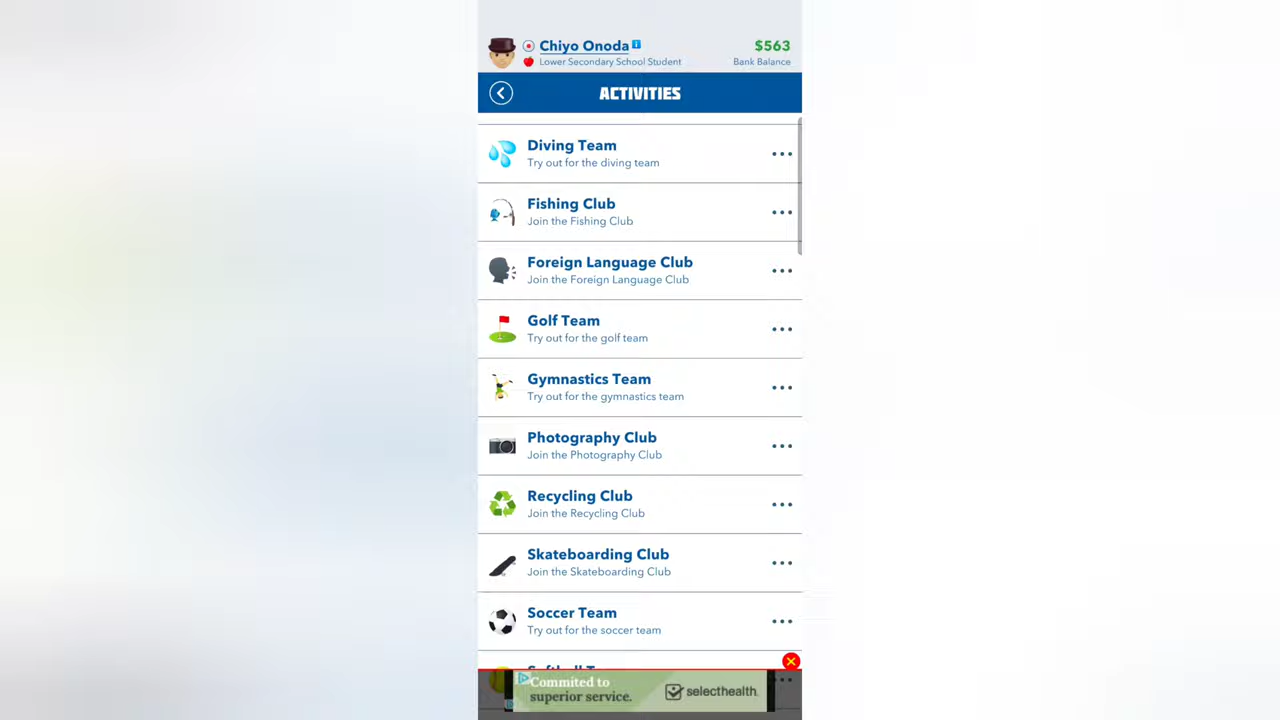 Chiyo Onoda
$563
Lower Secondary School Student
Bank Balance
ACTIVITIES
Diving Team
Try out for the diving team
Fishing Club
Join the Fishing Club
Foreign Language Club
Join the Foreign Language Club
Golf Team
Try out for the golf team
Gymnastics Team
Try out for the gymnastics team
Photography Club
Join the Photography Club
Recycling Club
Join the Recycling Club
Skateboarding Club
Join the Skateboarding Club
Soccer Team
Try out for the soccer team
Commited to
superior service.
selecthealth.